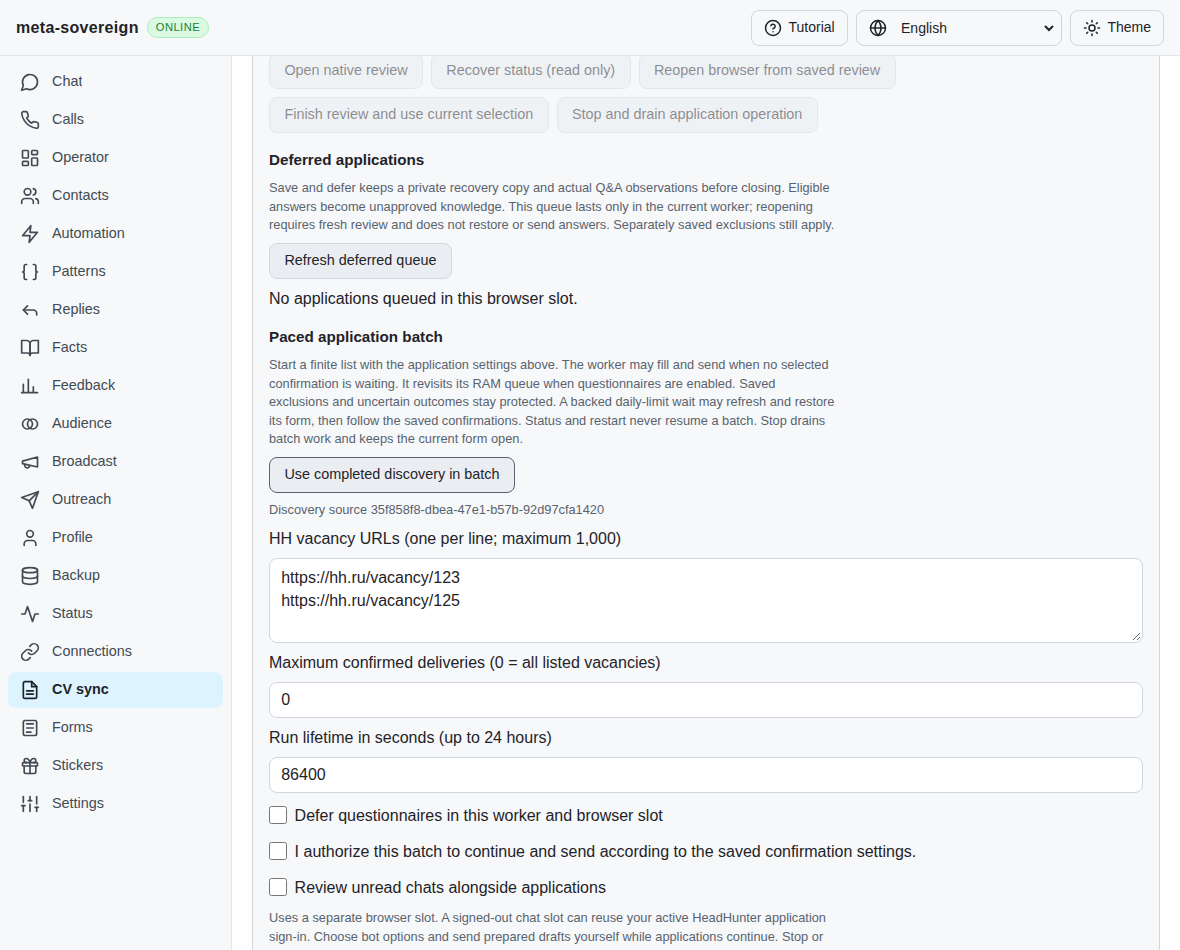 meta-sovereign ONLINE Tutorial English Theme
Chat
Calls
Operator
Contacts
Automation
Patterns
Replies
Facts
Feedback
Audience
Broadcast
Outreach
Profile
Backup
Status
Connections
CV sync
Forms
Stickers
Settings
Open native review Recover status (read only) Reopen browser from saved review
Finish review and use current selection Stop and drain application operation
Deferred applications
Save and defer keeps a private recovery copy and actual Q&A observations before closing. Eligible
answers become unapproved knowledge. This queue lasts only in the current worker; reopening
requires fresh review and does not restore or send answers. Separately saved exclusions still apply.
Refresh deferred queue
No applications queued in this browser slot.
Paced application batch
Start a finite list with the application settings above. The worker may fill and send when no selected
confirmation is waiting. It revisits its RAM queue when questionnaires are enabled. Saved
exclusions and uncertain outcomes stay protected. A backed daily-limit wait may refresh and restore
its form, then follow the saved confirmations. Status and restart never resume a batch. Stop drains
batch work and keeps the current form open.
Use completed discovery in batch
Discovery source 35f858f8-dbea-47e1-b57b-92d97cfa1420
HH vacancy URLs (one per line; maximum 1,000)
https://hh.ru/vacancy/123
https://hh.ru/vacancy/125
Maximum confirmed deliveries (0 = all listed vacancies)
0
Run lifetime in seconds (up to 24 hours)
86400
Defer questionnaires in this worker and browser slot
I authorize this batch to continue and send according to the saved confirmation settings.
Review unread chats alongside applications
Uses a separate browser slot. A signed-out chat slot can reuse your active HeadHunter application
sign-in. Choose bot options and send prepared drafts yourself while applications continue. Stop or